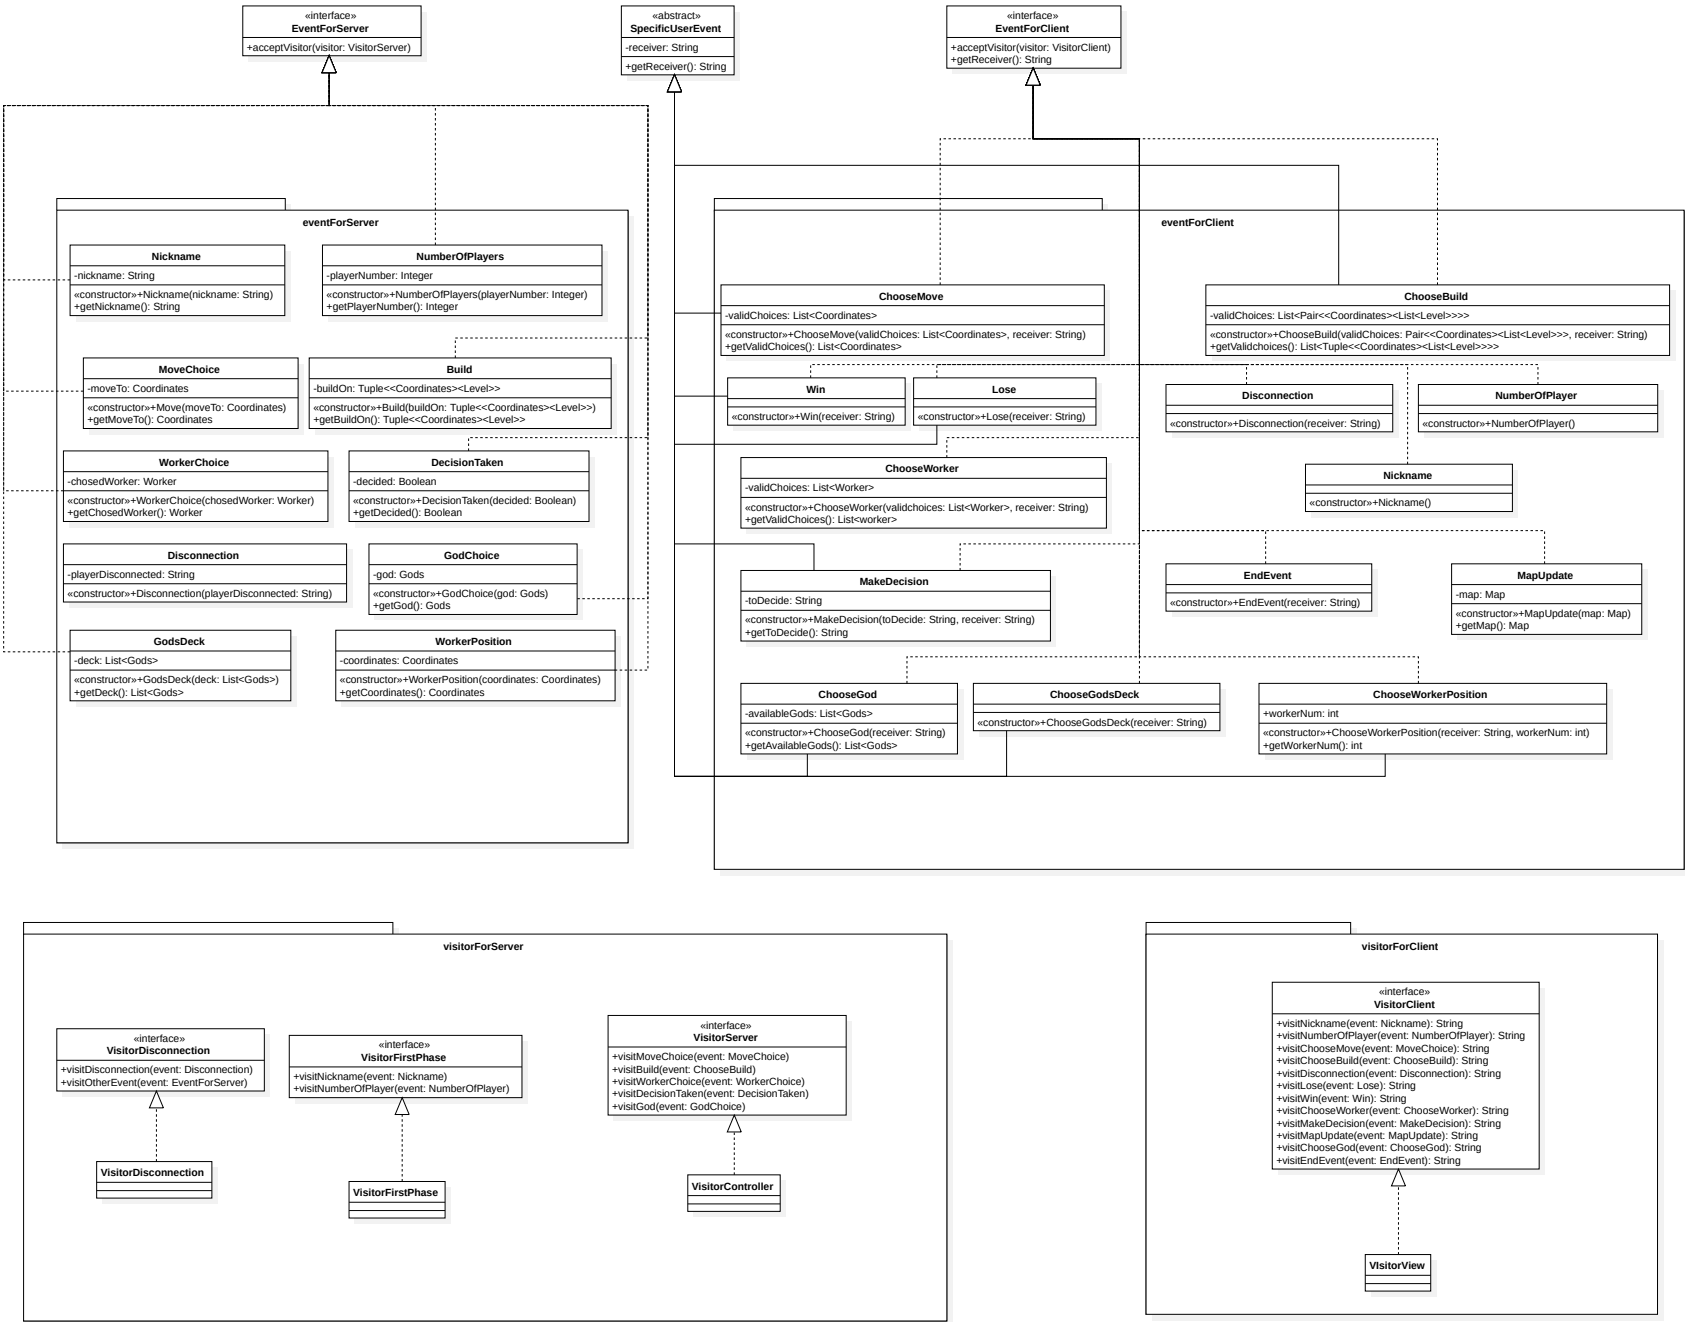 «interface»
EventForServer
+acceptVisitor(visitor: VisitorServer)
«abstract»
SpecificUserEvent
-receiver: String
+getReceiver(): String
«interface»
EventForClient
+acceptVisitor(visitor: VisitorClient)
+getReceiver(): String
eventForServer
Nickname
-nickname: String
«constructor»+Nickname(nickname: String)
+getNickname(): String
NumberOfPlayers
-playerNumber: Integer
«constructor»+NumberOfPlayers(playerNumber: Integer)
+getPlayerNumber(): Integer
MoveChoice
-moveTo: Coordinates
«constructor»+Move(moveTo: Coordinates)
+getMoveTo(): Coordinates
Build
-buildOn: Tuple<<Coordinates><Level>>
«constructor»+Build(buildOn: Tuple<<Coordinates><Level>>)
+getBuildOn(): Tuple<<Coordinates><Level>>
WorkerChoice
-chosedWorker: Worker
«constructor»+WorkerChoice(chosedWorker: Worker)
+getChosedWorker(): Worker
DecisionTaken
-decided: Boolean
«constructor»+DecisionTaken(decided: Boolean)
+getDecided(): Boolean
Disconnection
-playerDisconnected: String
«constructor»+Disconnection(playerDisconnected: String)
GodChoice
-god: Gods
«constructor»+GodChoice(god: Gods)
+getGod(): Gods
GodsDeck
-deck: List<Gods>
«constructor»+GodsDeck(deck: List<Gods>)
+getDeck(): List<Gods>
WorkerPosition
-coordinates: Coordinates
«constructor»+WorkerPosition(coordinates: Coordinates)
+getCoordinates(): Coordinates
eventForClient
ChooseMove
-validChoices: List<Coordinates>
«constructor»+ChooseMove(validChoices: List<Coordinates>, receiver: String)
+getValidChoices(): List<Coordinates>
ChooseBuild
-validChoices: List<Pair<<Coordinates><List<Level>>>>
«constructor»+ChooseBuild(validChoices: Pair<<Coordinates><List<Level>>>, receiver: String)
+getValidchoices(): List<Tuple<<Coordinates><List<Level>>>>
Win
«constructor»+Win(receiver: String)
Lose
«constructor»+Lose(receiver: String)
Disconnection
«constructor»+Disconnection(receiver: String)
NumberOfPlayer
«constructor»+NumberOfPlayer()
ChooseWorker
-validChoices: List<Worker>
«constructor»+ChooseWorker(validchoices: List<Worker>, receiver: String)
+getValidChoices(): List<worker>
Nickname
«constructor»+Nickname()
MakeDecision
-toDecide: String
«constructor»+MakeDecision(toDecide: String, receiver: String)
+getToDecide(): String
EndEvent
«constructor»+EndEvent(receiver: String)
MapUpdate
-map: Map
«constructor»+MapUpdate(map: Map)
+getMap(): Map
ChooseGod
-availableGods: List<Gods>
«constructor»+ChooseGod(receiver: String)
+getAvailableGods(): List<Gods>
ChooseGodsDeck
«constructor»+ChooseGodsDeck(receiver: String)
ChooseWorkerPosition
+workerNum: int
«constructor»+ChooseWorkerPosition(receiver: String, workerNum: int)
+getWorkerNum(): int
visitorForServer
«interface»
VisitorDisconnection
+visitDisconnection(event: Disconnection)
+visitOtherEvent(event: EventForServer)
«interface»
VisitorFirstPhase
+visitNickname(event: Nickname)
+visitNumberOfPlayer(event: NumberOfPlayer)
«interface»
VisitorServer
+visitMoveChoice(event: MoveChoice)
+visitBuild(event: ChooseBuild)
+visitWorkerChoice(event: WorkerChoice)
+visitDecisionTaken(event: DecisionTaken)
+visitGod(event: GodChoice)
VisitorDisconnection
VisitorFirstPhase
VisitorController
visitorForClient
«interface»
VisitorClient
+visitNickname(event: Nickname): String
+visitNumberOfPlayer(event: NumberOfPlayer): String
+visitChooseMove(event: MoveChoice): String
+visitChooseBuild(event: ChooseBuild): String
+visitDisconnection(event: Disconnection): String
+visitLose(event: Lose): String
+visitWin(event: Win): String
+visitChooseWorker(event: ChooseWorker): String
+visitMakeDecision(event: MakeDecision): String
+visitMapUpdate(event: MapUpdate): String
+visitChooseGod(event: ChooseGod): String
+visitEndEvent(event: EndEvent): String
VIsitorView